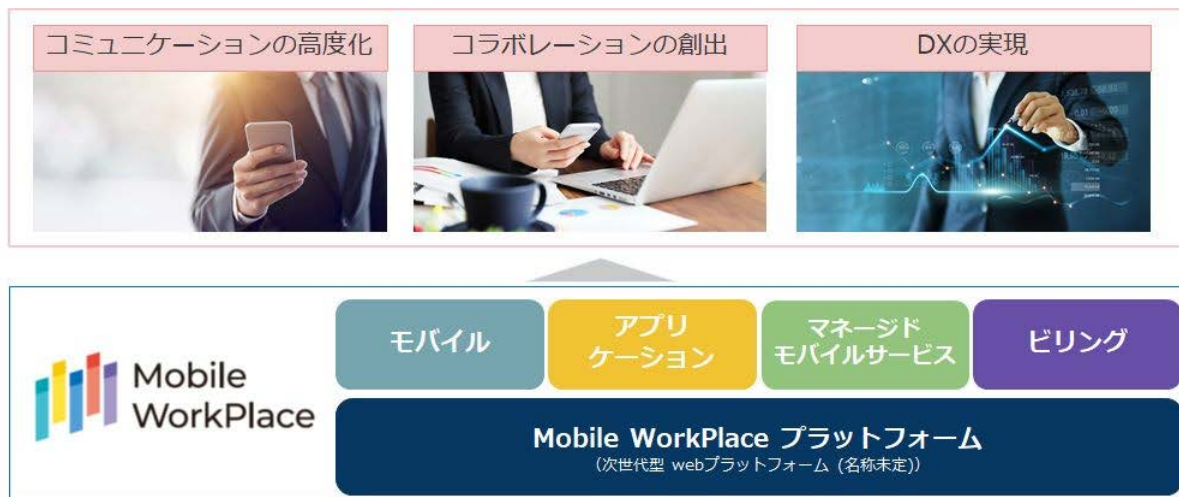 コミュニケーションの高度化
コラボレーションの創出
DXの実現
Mobile
WorkPlace
モバイル
アプリ
ケーション
マネージド
モバイルサービス
ビリング
Mobile WorkPlace プラットフォーム
（次世代型 webプラットフォーム (名称未定)）